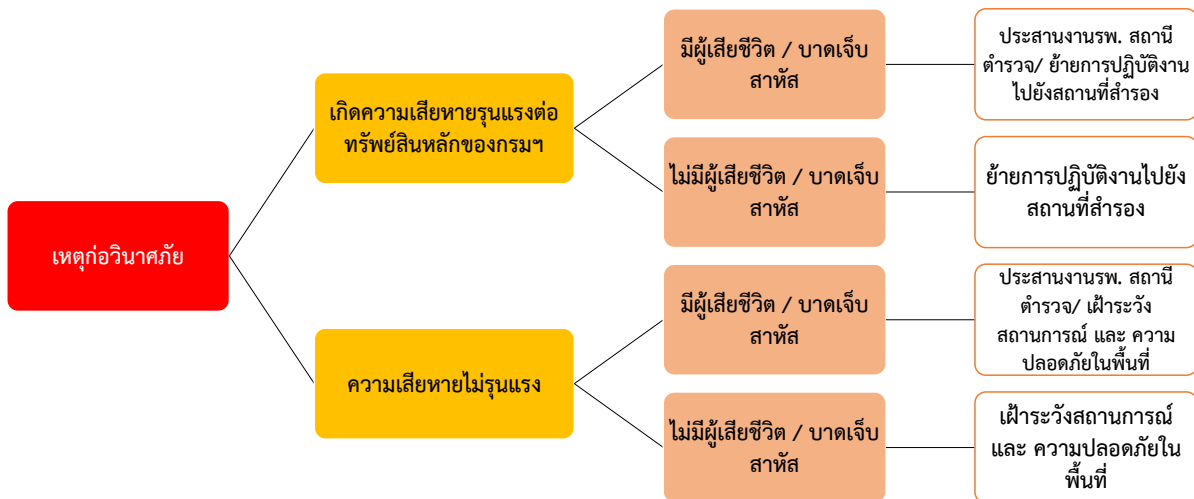 เหตุก่อวินาศภัย
เกิดความเสียหายรุนแรงต่อ
ทรัพย์สินหลักของกรมฯ
มีผู้เสียชีวิต / บาดเจ็บ
สาหัส
ประสานงานรพ. สถานี
ตำรวจ/ ย้ายการปฏิบัติงาน
ไปยังสถานที่สำรอง
ไม่มีผู้เสียชีวิต / บาดเจ็บ
สาหัส
ย้ายการปฏิบัติงานไปยัง
สถานที่สำรอง
ความเสียหายไม่รุนแรง
มีผู้เสียชีวิต / บาดเจ็บ
สาหัส
ประสานงานรพ. สถานี
ตำรวจ/ เฝ้าระวัง
สถานการณ์ และ ความ
ปลอดภัยในพื้นที่
ไม่มีผู้เสียชีวิต / บาดเจ็บ
สาหัส
เฝ้าระวังสถานการณ์
และ ความปลอดภัยใน
พื้นที่